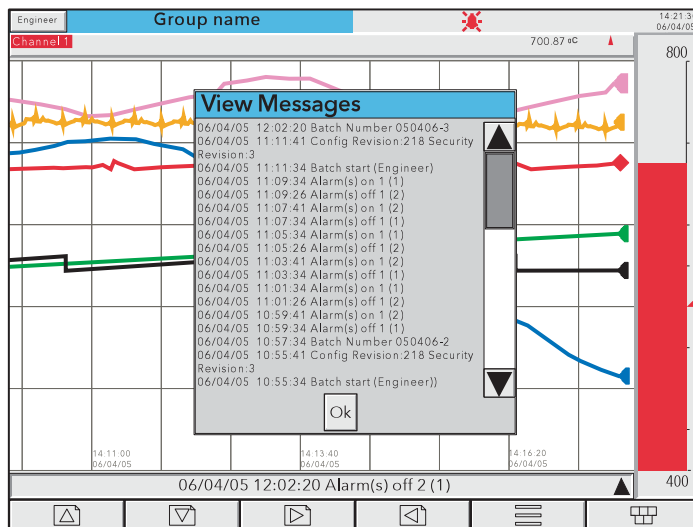 Engineer
Group name
14:21:3
06/04/05
Channel 1
700.87 °C
800
View Messages
06/04/05 12:02:20 Batch Number 050406-3
06/04/05 11:11:41 Config Revision:218 Security
Revision:3
06/04/05 11:11:34 Batch start (Engineer)
06/04/05 11:09:34 Alarm(s) on 1 (1)
06/04/05 11:09:26 Alarm(s) off 1 (2)
06/04/05 11:07:41 Alarm(s) on 1 (2)
06/04/05 11:07:34 Alarm(s) off 1 (1)
06/04/05 11:05:34 Alarm(s) on 1 (1)
06/04/05 11:05:26 Alarm(s) off 1 (2)
06/04/05 11:03:41 Alarm(s) on 1 (2)
06/04/05 11:03:34 Alarm(s) off 1 (1)
06/04/05 11:01:34 Alarm(s) on 1 (1)
06/04/05 11:01:26 Alarm(s) off 1 (2)
06/04/05 10:59:41 Alarm(s) on 1 (2)
06/04/05 10:59:34 Alarm(s) off 1 (1)
06/04/05 10:57:34 Batch Number 050406-2
06/04/05 10:55:41 Config Revision:218 Security
Revision:3
06/04/05 10:55:34 Batch start (Engineer))
Ok
14:11:00
06/04/05
14:13:40
06/04/05
14:16:20
06/04/05
06/04/05 12:02:20 Alarm(s) off 2 (1)
400